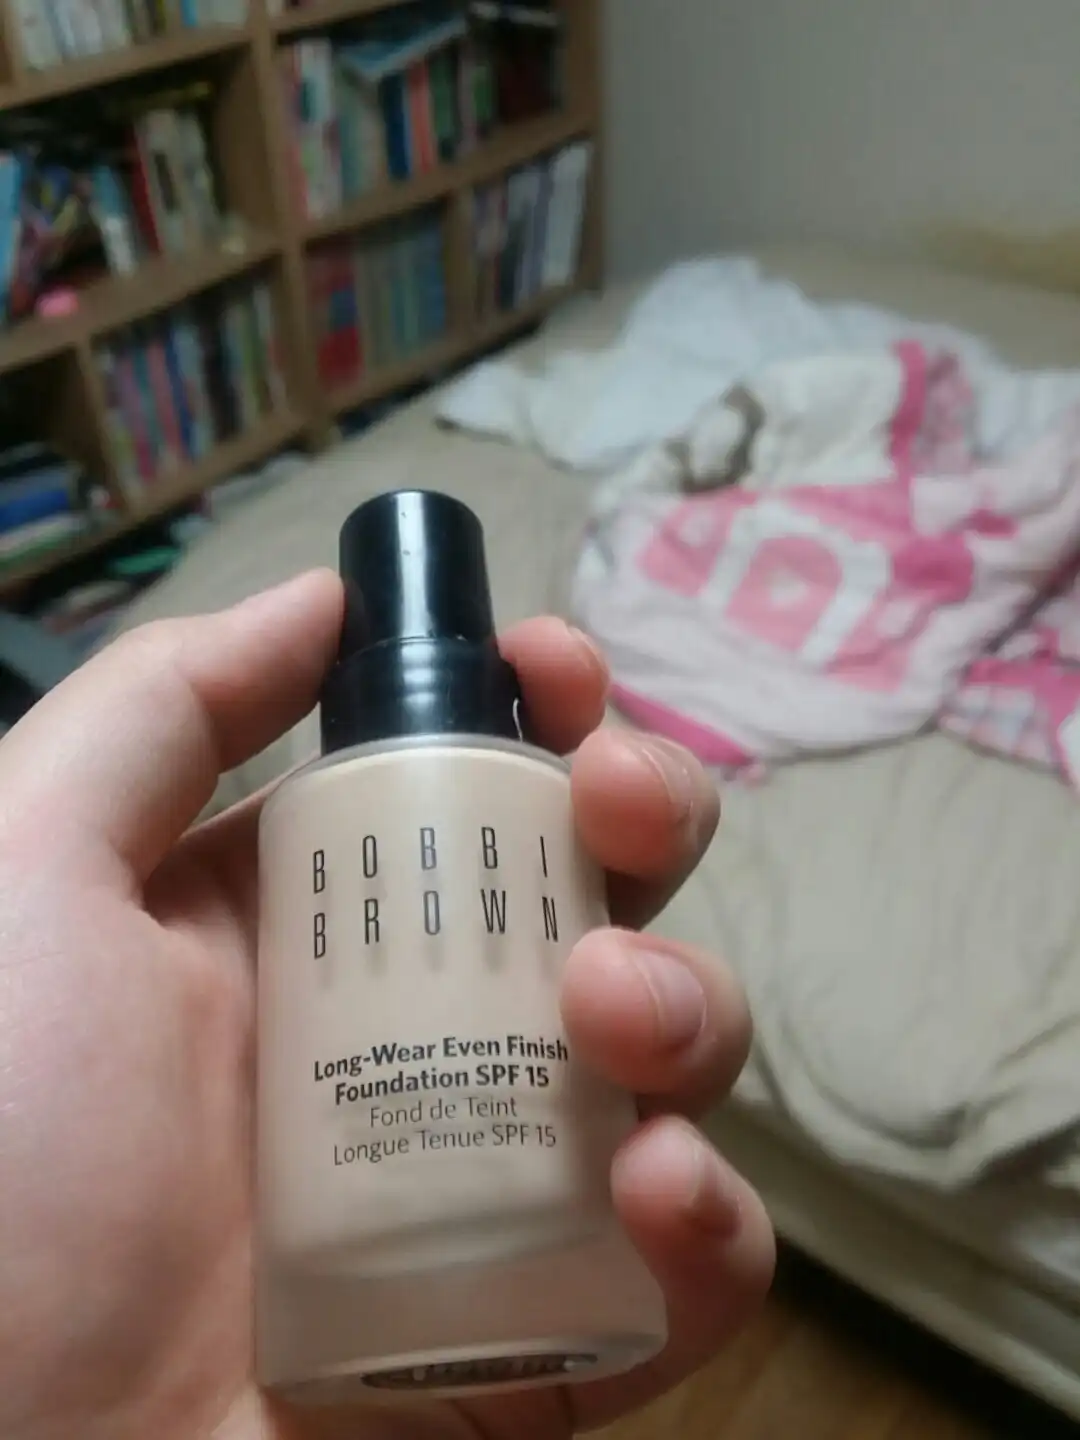 BOBBI
BROWN
Long-Wear Even Finish
Foundation SPF 15
Fond de Teint
Longue Tenue SPF 15